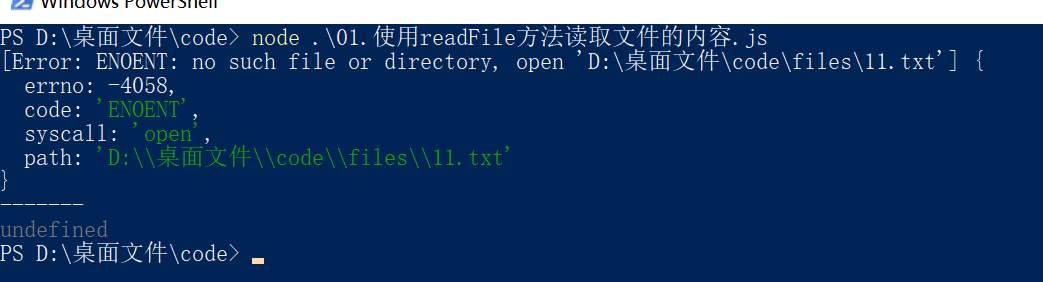 Windows PowerShell
PS D:\桌面文件\code> node .\01.使用readFile方法读取文件的内容.js
[Error: ENOENT: no such file or directory, open 'D:\桌面文件\code\files\11.txt'] {
  errno: -4058,
  code: 'ENOENT',
  syscall: 'open',
  path: 'D:\\桌面文件\\code\\files\\11.txt'
}
-------
undefined
PS D:\桌面文件\code>